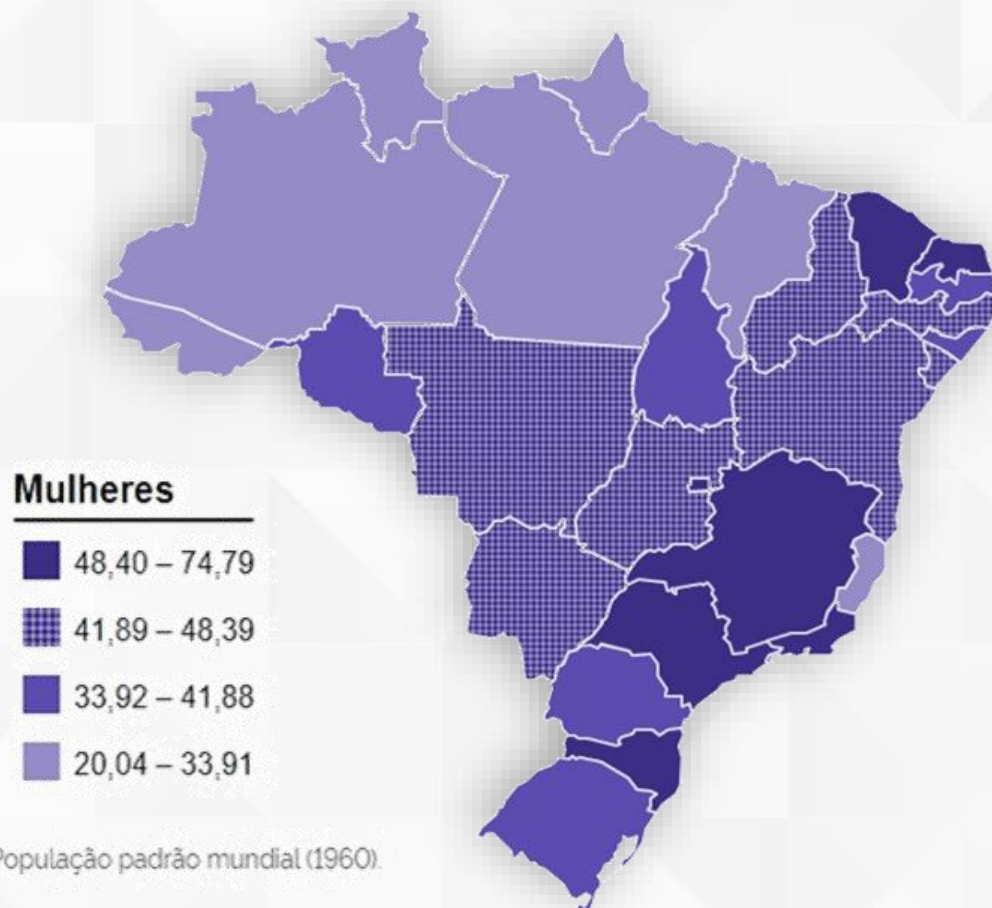 Mulheres
48,40 – 74,79
41,89 – 48,39
33,92 – 41,88
20,04 – 33,91
População padrão mundial (1960).